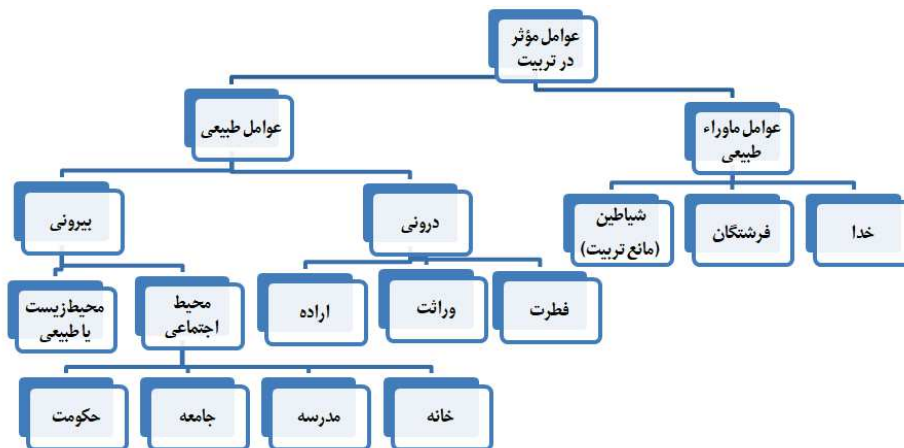 عوامل مؤثر
در تربیت
عوامل ماوراء
طبیعی
عوامل طبیعی
خدا
فرشتگان
شیاطین
(مانع تربیت)
درونی
بیرونی
فطرت
وراثت
اراده
محیط
اجتماعی
محیط‌زیست
یا طبیعی
خانه
مدرسه
جامعه
حکومت